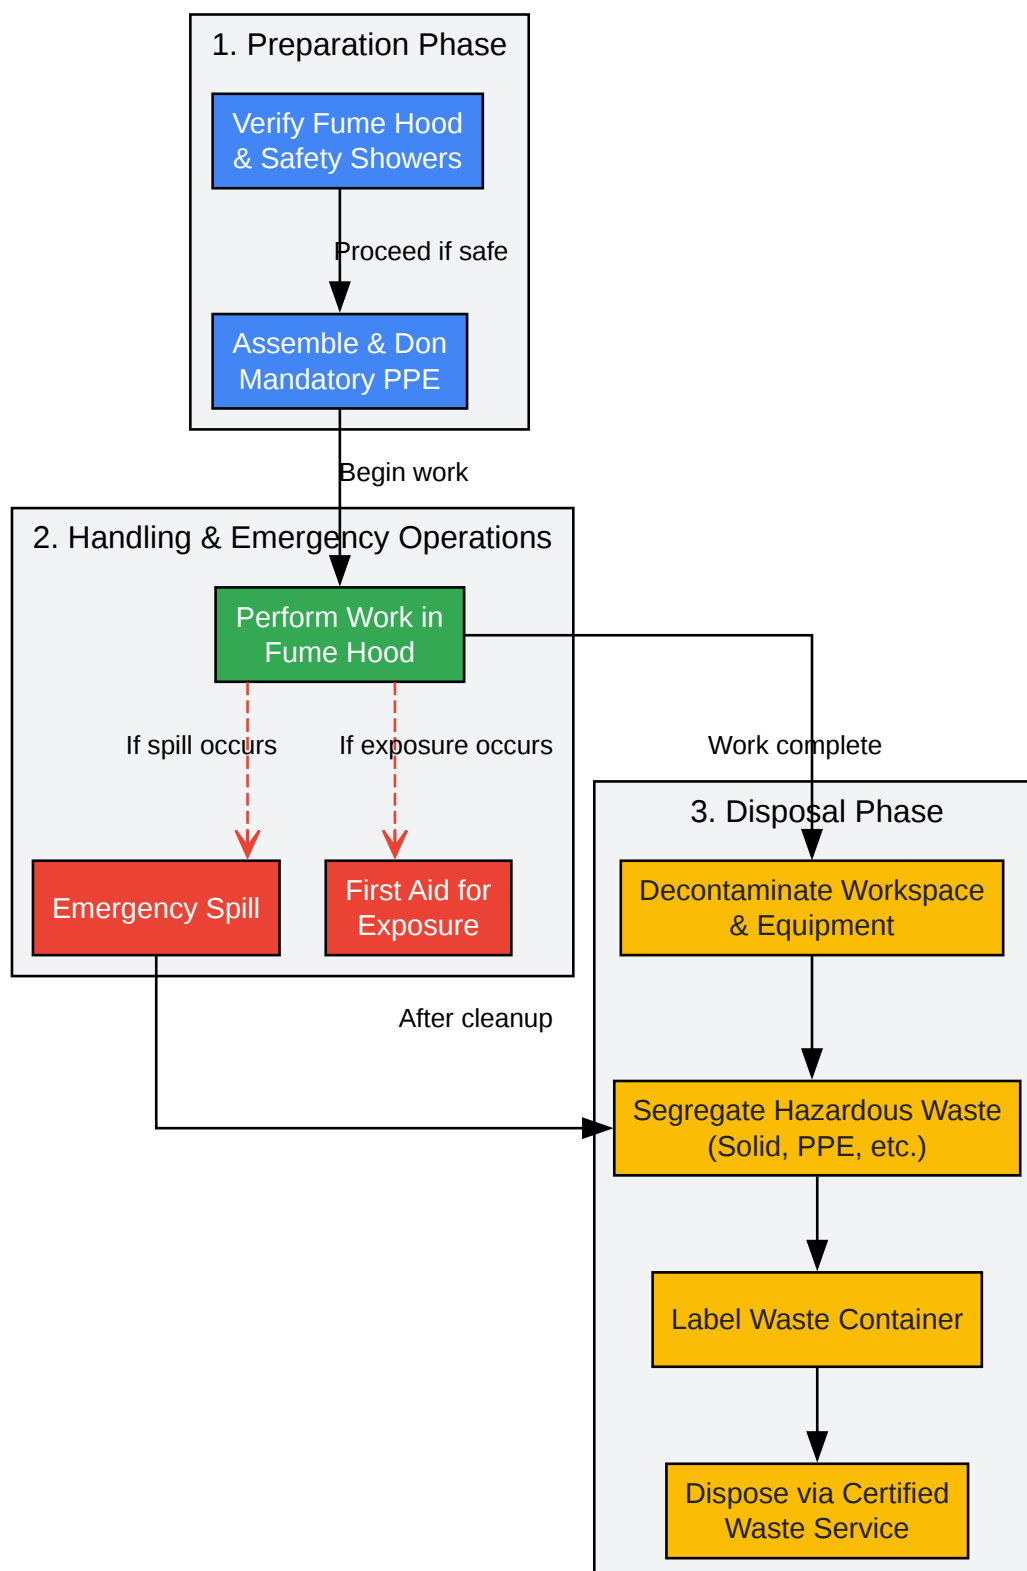 1. Preparation Phase
Verify Fume Hood
& Safety Showers
Proceed if safe
Assemble & Don
Mandatory PPE
Begin work
2. Handling & Emergency Operations
Perform Work in
Fume Hood
If spill occurs
If exposure occurs
Work complete
3. Disposal Phase
Emergency Spill
First Aid for
Exposure
Decontaminate Workspace
& Equipment
After cleanup
Segregate Hazardous Waste
(Solid, PPE, etc.)
Label Waste Container
Dispose via Certified
Waste Service